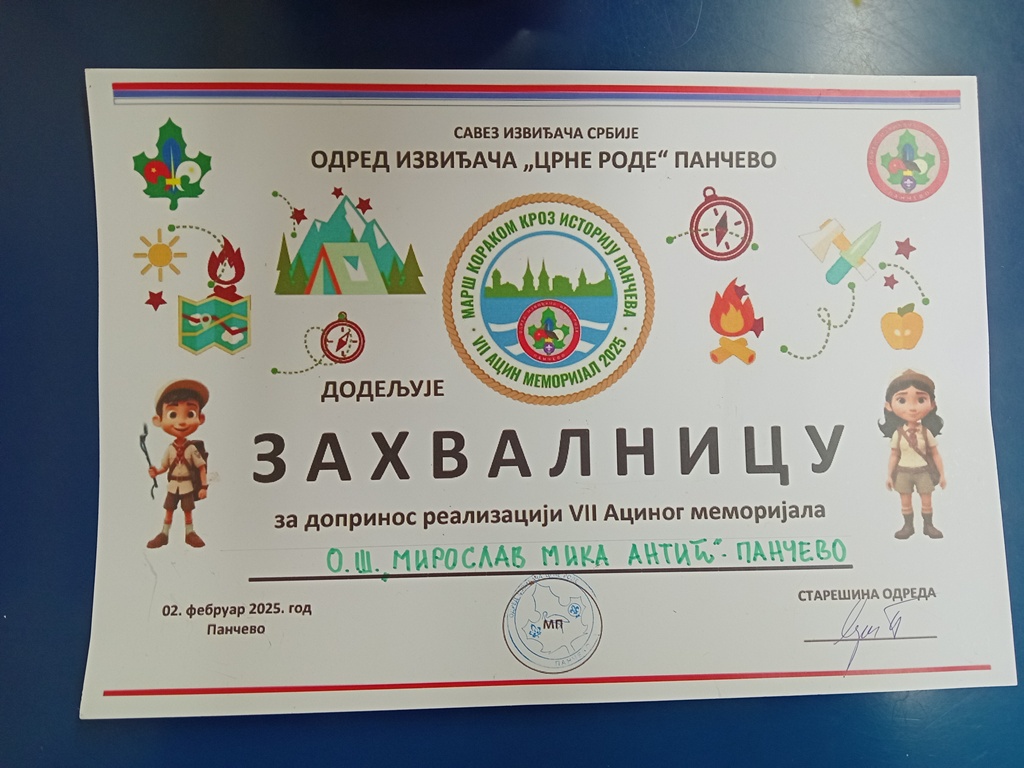 САВЕЗ ИЗВИЂАЧА СРБИЈЕ
ОДРЕД ИЗВИЂАЧА „ЦРНЕ РОДЕ“ ПАНЧЕВО
МАРШ КОРАКОМ КРОЗ ИСТОРИЈУ ПАНЧЕВА
VII АЦИН МЕМОРИЈАЛ 2025
ДОДЕЉУЈЕ
ЗАХВАЛНИЦУ
за допринос реализацији VII Ациног меморијала
О.Ш. „МИРОСЛАВ МИКА АНТИЋ“ - ПАНЧЕВО
02. фебруар 2025. год
Панчево
МП
СТАРЕШИНА ОДРЕДА